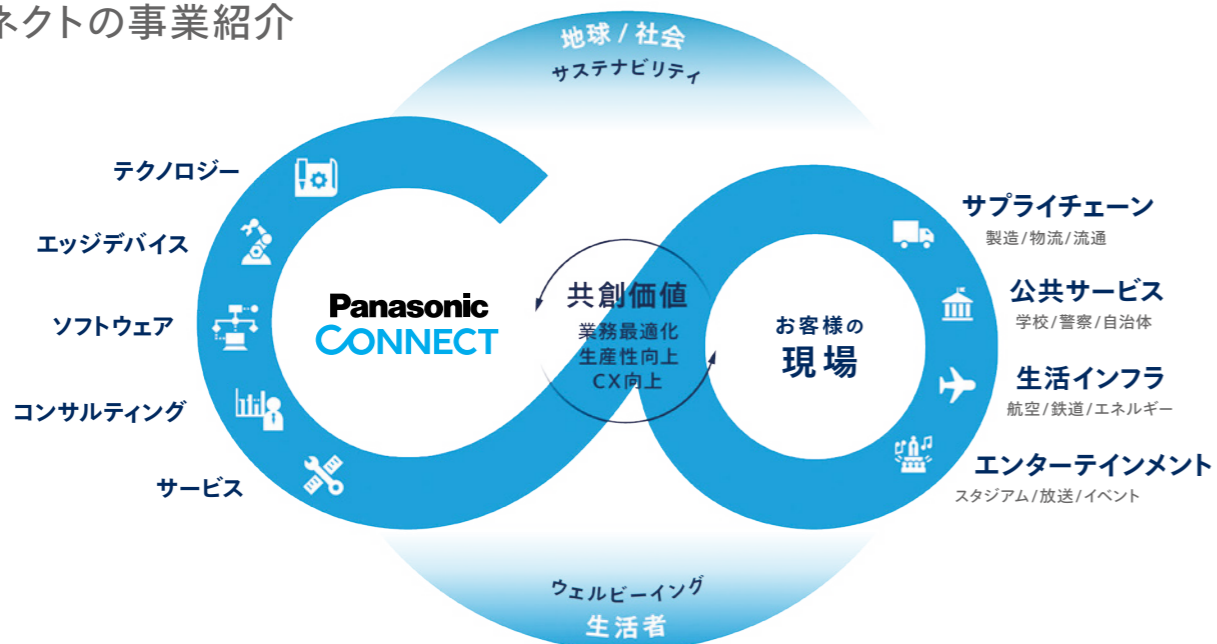 ネクトの事業紹介
地球 / 社会
サステナビリティ
テクノロジー
エッジデバイス
ソフトウェア
コンサルティング
サービス
Panasonic
CONNECT
共創価値
業務最適化
生産性向上
CX向上
お客様の
現場
サプライチェーン
製造/物流/流通
公共サービス
学校/警察/自治体
生活インフラ
航空/鉄道/エネルギー
エンターテインメント
スタジアム/放送/イベント
ウェルビーイング
生活者